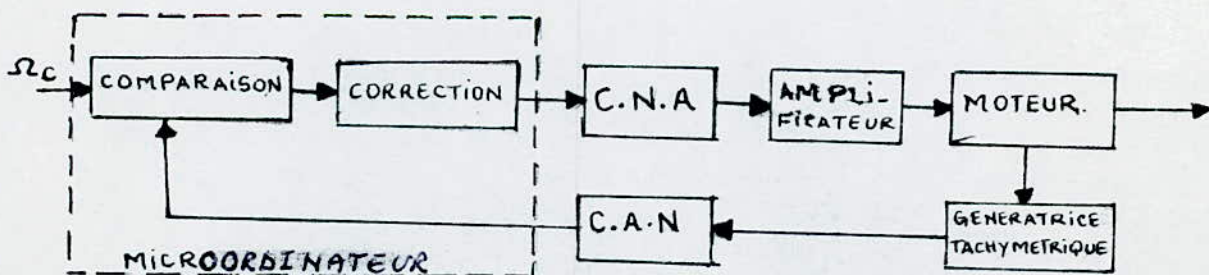 Ωc
COMPARAISON
CORRECTION
C.N.A
AMPLI-
FICATEUR
MOTEUR.
C.A.N
GENERATRICE
TACHYMETRIQUE
MICROORDINATEUR